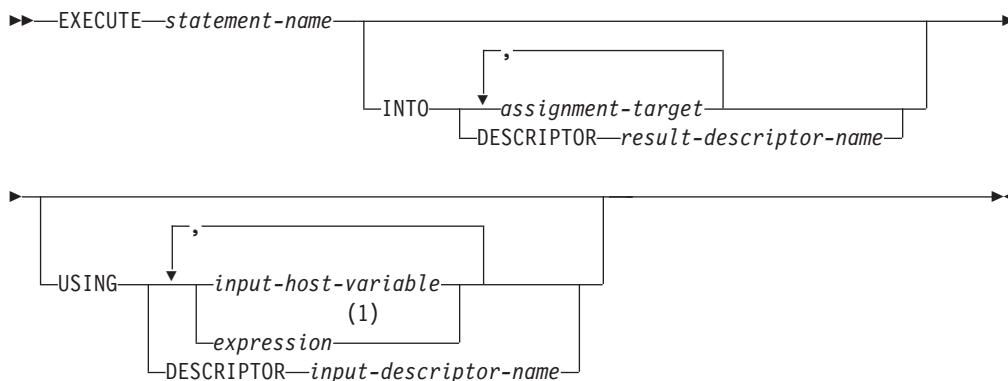 EXECUTE statement-name
,
INTO assignment-target
DESCRIPTOR result-descriptor-name
,
USING input-host-variable
(1)
expression
DESCRIPTOR input-descriptor-name